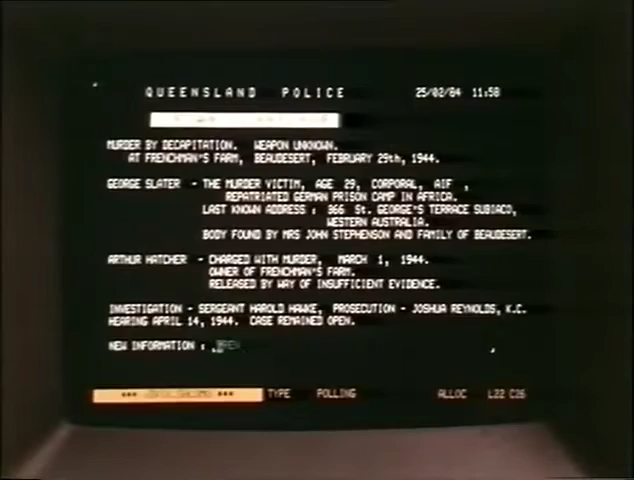 QUEENSLAND POLICE 25/02/84 11:58
MURDER BY DECAPITATION. WEAPON UNKNOWN.
AT FRENCHMAN'S FARM, BEAUDESERT, FEBRUARY 29th, 1944.
GEORGE SLATER - THE MURDER VICTIM, AGE 29, CORPORAL, AIF ,
REPATRIATED GERMAN PRISON CAMP IN AFRICA.
LAST KNOWN ADDRESS : 366 St. GEORGE'S TERRACE SUBIACO,
WESTERN AUSTRALIA.
BODY FOUND BY MRS JOHN STEPHENSON AND FAMILY OF BEAUDESERT.
ARTHUR HATCHER - CHARGED WITH MURDER, MARCH 1, 1944.
OWNER OF FRENCHMAN'S FARM.
RELEASED BY WAY OF INSUFFICIENT EVIDENCE.
INVESTIGATION - SERGEANT HAROLD HAWKE, PROSECUTION - JOSHUA REYNOLDS, K.C.
HEARING APRIL 14, 1944. CASE REMAINED OPEN.
NEW INFORMATION :
*** *** TYPE POLLING ALLOC L22 C26